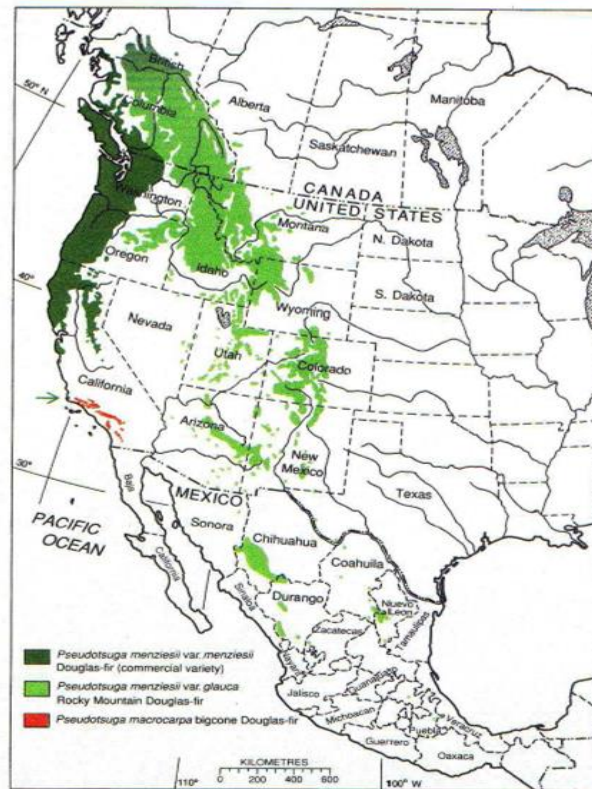 50° N
British
Columbia
Alberta
Manitoba
Saskatchewan
Washington
CANADA
UNITED STATES
Montana
N. Dakota
Oregon
Idaho
40°
S. Dakota
Wyoming
Nevada
Utah
Colorado
California
Arizona
New
Mexico
30°
Texas
MEXICO
PACIFIC
OCEAN
Baja
California
Sonora
Chihuahua
Coahuila
Sinaloa
Durango
Nuevo
Leon
Tamaulipas
Zacatecas
Nayarit
Jalisco
Guanajuato
Michoacan
Veracruz
Puebla
Guerrero
Oaxaca
Pseudotsuga menziesii var. menziesii
Douglas-fir (commercial variety)
Pseudotsuga menziesii var. glauca
Rocky Mountain Douglas-fir
Pseudotsuga macrocarpa bigcone Douglas-fir
KILOMETRES
0 200 400 600
110°
100° W